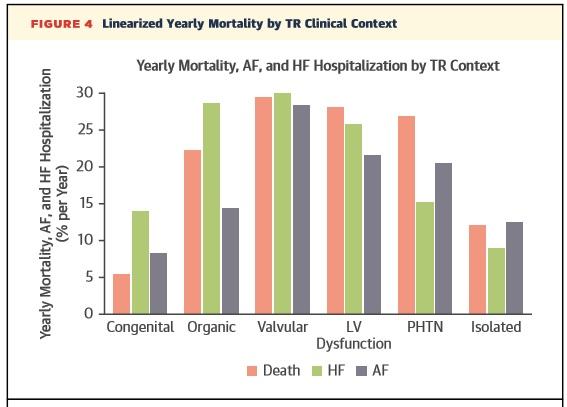 FIGURE 4 Linearized Yearly Mortality by TR Clinical Context
Yearly Mortality, AF, and HF Hospitalization by TR Context
Yearly Mortality, AF, and HF Hospitalization
(% per Year)
30
25
20
15
10
5
0
Congenital Organic Valvular LV PHTN Isolated
Dysfunction
Death HF AF